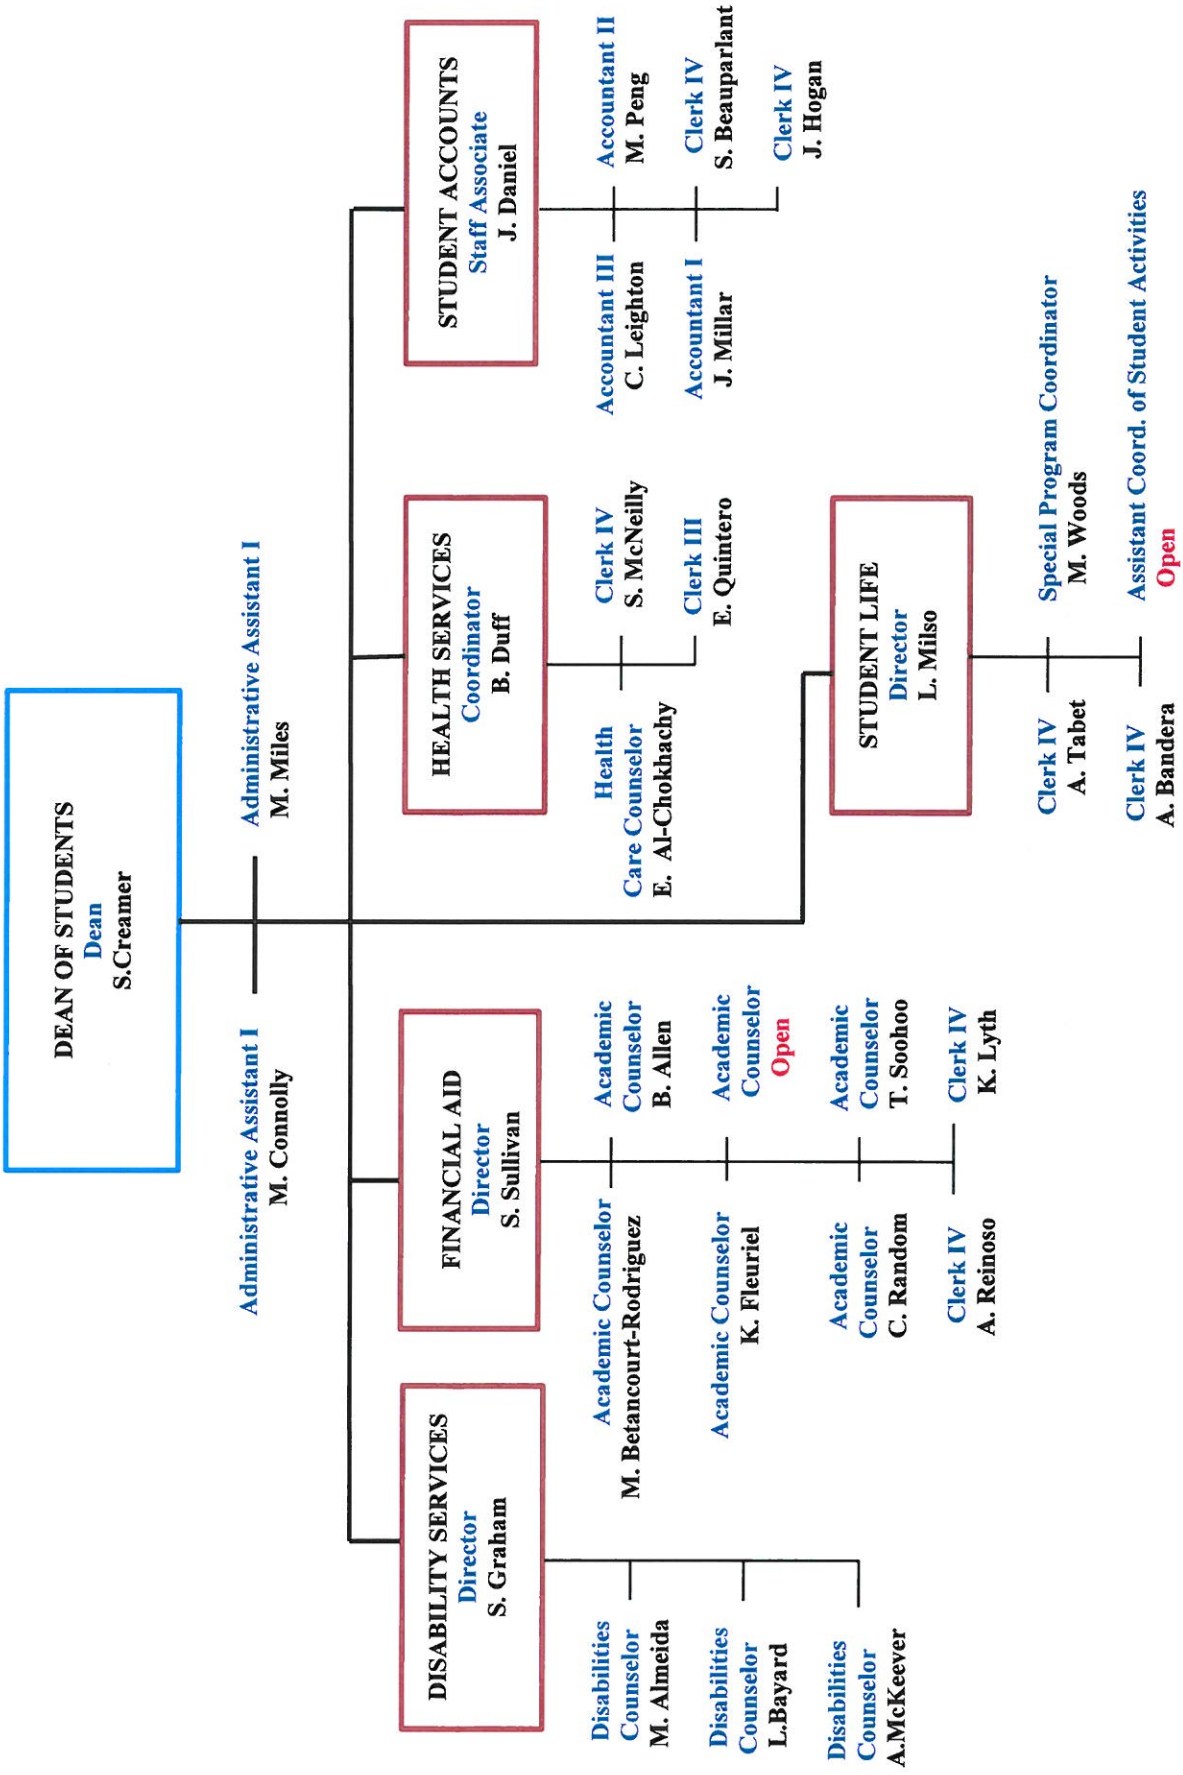 DEAN OF STUDENTS
Dean
S.Creamer
Administrative Assistant I
M. Connolly
Administrative Assistant I
M. Miles
DISABILITY SERVICES
Director
S. Graham
Disabilities
Counselor
M. Almeida
Disabilities
Counselor
L.Bayard
Disabilities
Counselor
A.McKeever
FINANCIAL AID
Director
S. Sullivan
Academic Counselor
M. Betancourt-Rodriguez
Academic
Counselor
B. Allen
Academic Counselor
K. Fleuriel
Academic
Counselor
Open
Academic
Counselor
C. Random
Academic
Counselor
T. Soohoo
Clerk IV
A. Reinoso
Clerk IV
K. Lyth
HEALTH SERVICES
Coordinator
B. Duff
Health
Care Counselor
E. Al-Chokhachy
Clerk IV
S. McNeilly
Clerk III
E. Quintero
STUDENT ACCOUNTS
Staff Associate
J. Daniel
Accountant III
C. Leighton
Accountant II
M. Peng
Accountant I
J. Millar
Clerk IV
S. Beauparlant
Clerk IV
J. Hogan
STUDENT LIFE
Director
L. Milso
Clerk IV
A. Tabet
Special Program Coordinator
M. Woods
Clerk IV
A. Bandera
Assistant Coord. of Student Activities
Open